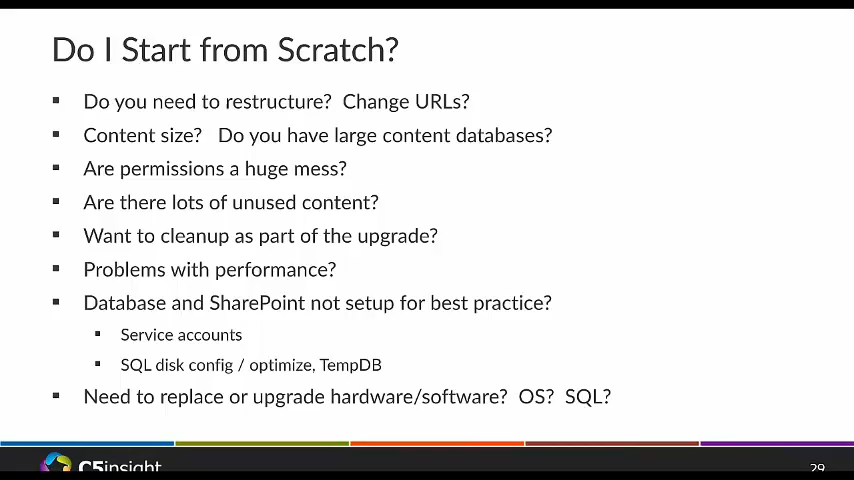 Do I Start from Scratch?
Do you need to restructure? Change URLs?
Content size? Do you have large content databases?
Are permissions a huge mess?
Are there lots of unused content?
Want to cleanup as part of the upgrade?
Problems with performance?
Database and SharePoint not setup for best practice?
Service accounts
SQL disk config / optimize, TempDB
Need to replace or upgrade hardware/software? OS? SQL?
C5insight
29